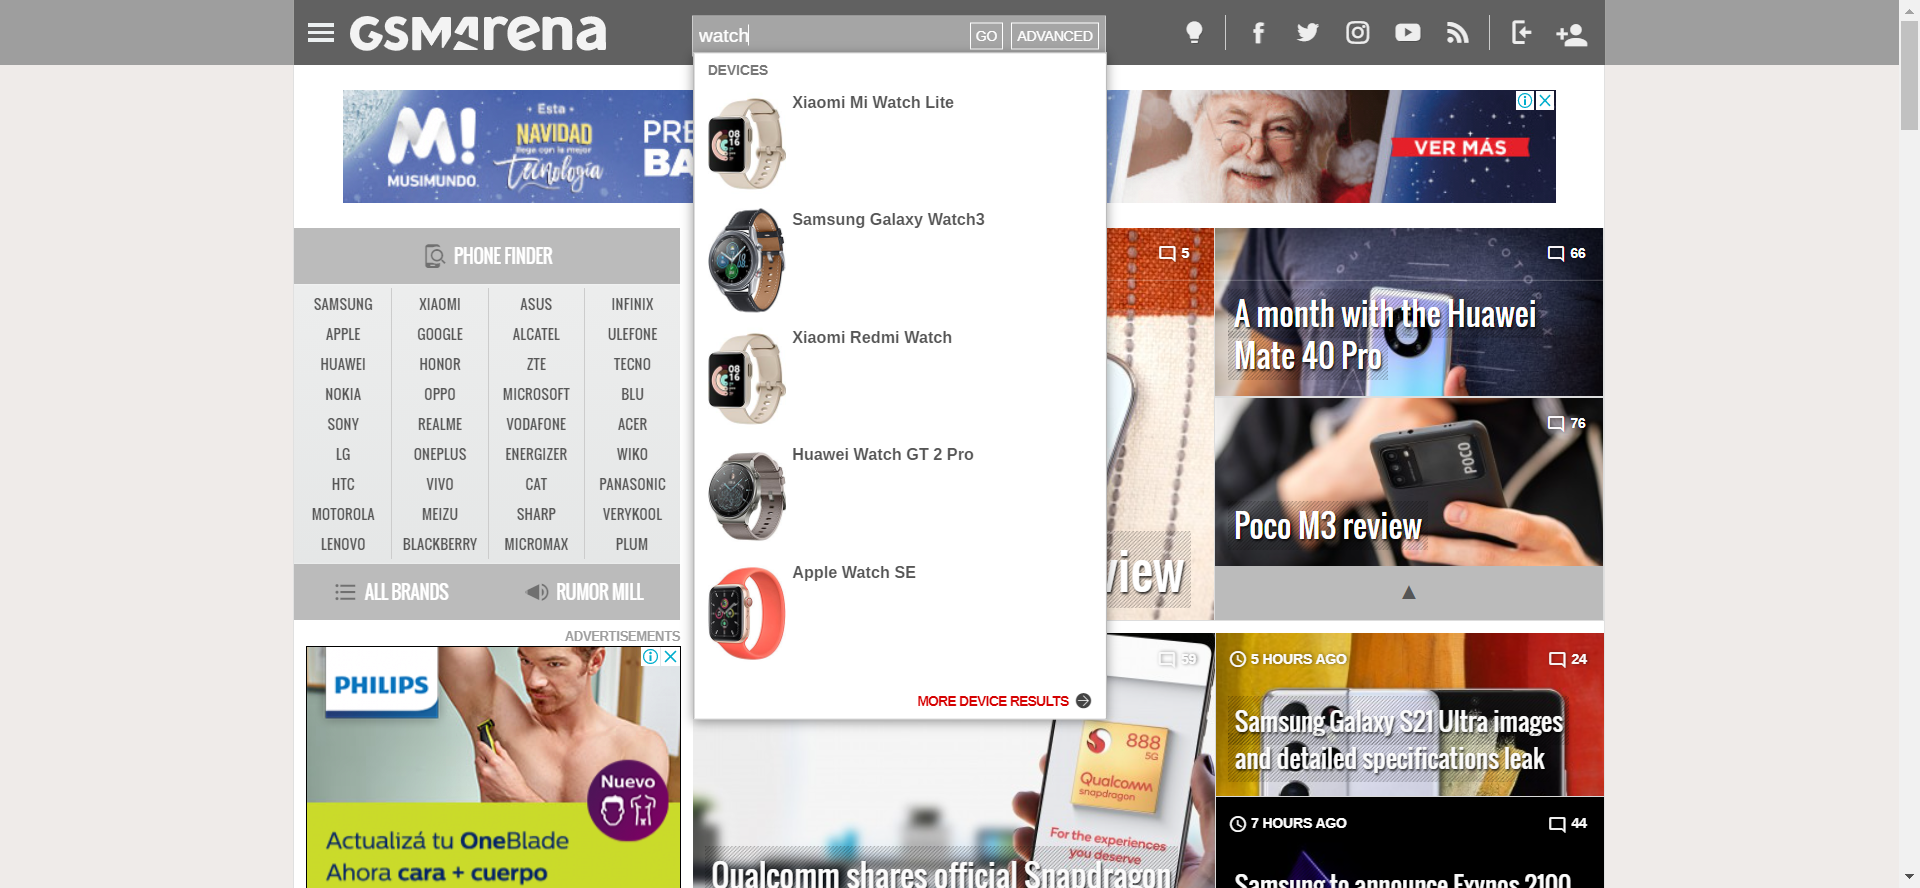 GSMArena
watch
GO
ADVANCED
DEVICES
Xiaomi Mi Watch Lite
Samsung Galaxy Watch3
Xiaomi Redmi Watch
Huawei Watch GT 2 Pro
Apple Watch SE
MORE DEVICE RESULTS
M!
MUSIMUNDO
Esta
NAVIDAD
llega con la mejor
Tecnología
PRE
BA
VER MÁS
PHONE FINDER
SAMSUNG XIAOMI ASUS INFINIX
APPLE GOOGLE ALCATEL ULEFONE
HUAWEI HONOR ZTE TECNO
NOKIA OPPO MICROSOFT BLU
SONY REALME VODAFONE ACER
LG ONEPLUS ENERGIZER WIKO
HTC VIVO CAT PANASONIC
MOTOROLA MEIZU SHARP VERYKOOL
LENOVO BLACKBERRY MICROMAX PLUM
ALL BRANDS
RUMOR MILL
ADVERTISEMENTS
PHILIPS
Nuevo
Actualizá tu OneBlade
Ahora cara + cuerpo
5
view
66
A month with the Huawei
Mate 40 Pro
76
POCO
Poco M3 review
59
888
5G
Qualcomm
snapdragon
For the experiences
you deserve
Qualcomm shares official Snapdragon
5 HOURS AGO
24
Samsung Galaxy S21 Ultra images
and detailed specifications leak
7 HOURS AGO
44
Samsung to announce Exynos 2100